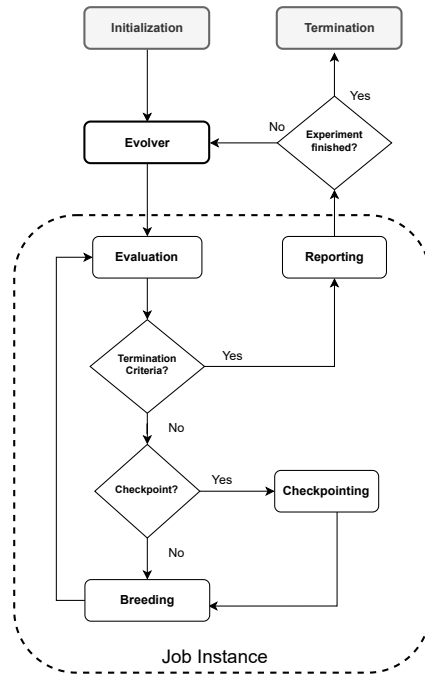 Initialization
Termination
Yes
No
Experiment
finished?
Evolver
Evaluation
Reporting
Termination
Criteria?
Yes
No
Checkpoint?
Yes
Checkpointing
No
Breeding
Job Instance